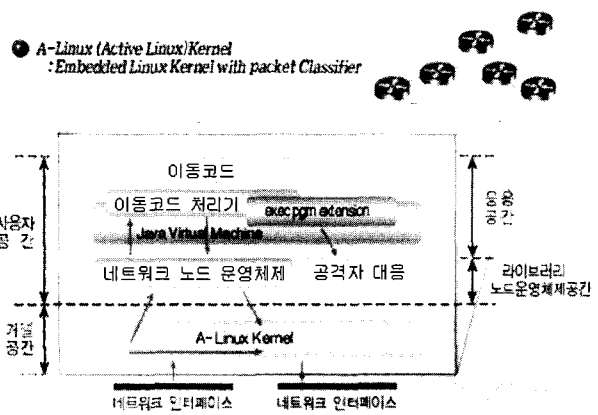 A-Linux (Active Linux)Kernel
: Embedded Linux Kernel with packet Classifier
이동코드
이동코드 처리기
exec pgm extension
Java Virtual Machine
네트워크 노드 운영체제
공격자 대응
A-Linux Kernel
사용자
공 간
커널
공간
응용
공간
라이브러리
노드운영체제공간
네트워크 인터페이스
네트워크 인터페이스